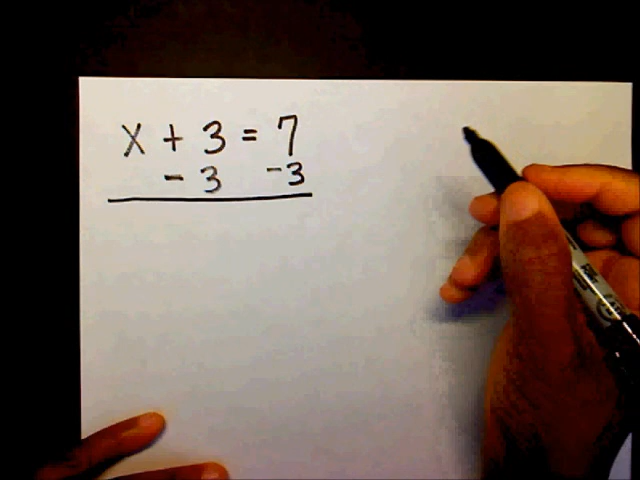 x + 3 = 7
- 3 -3